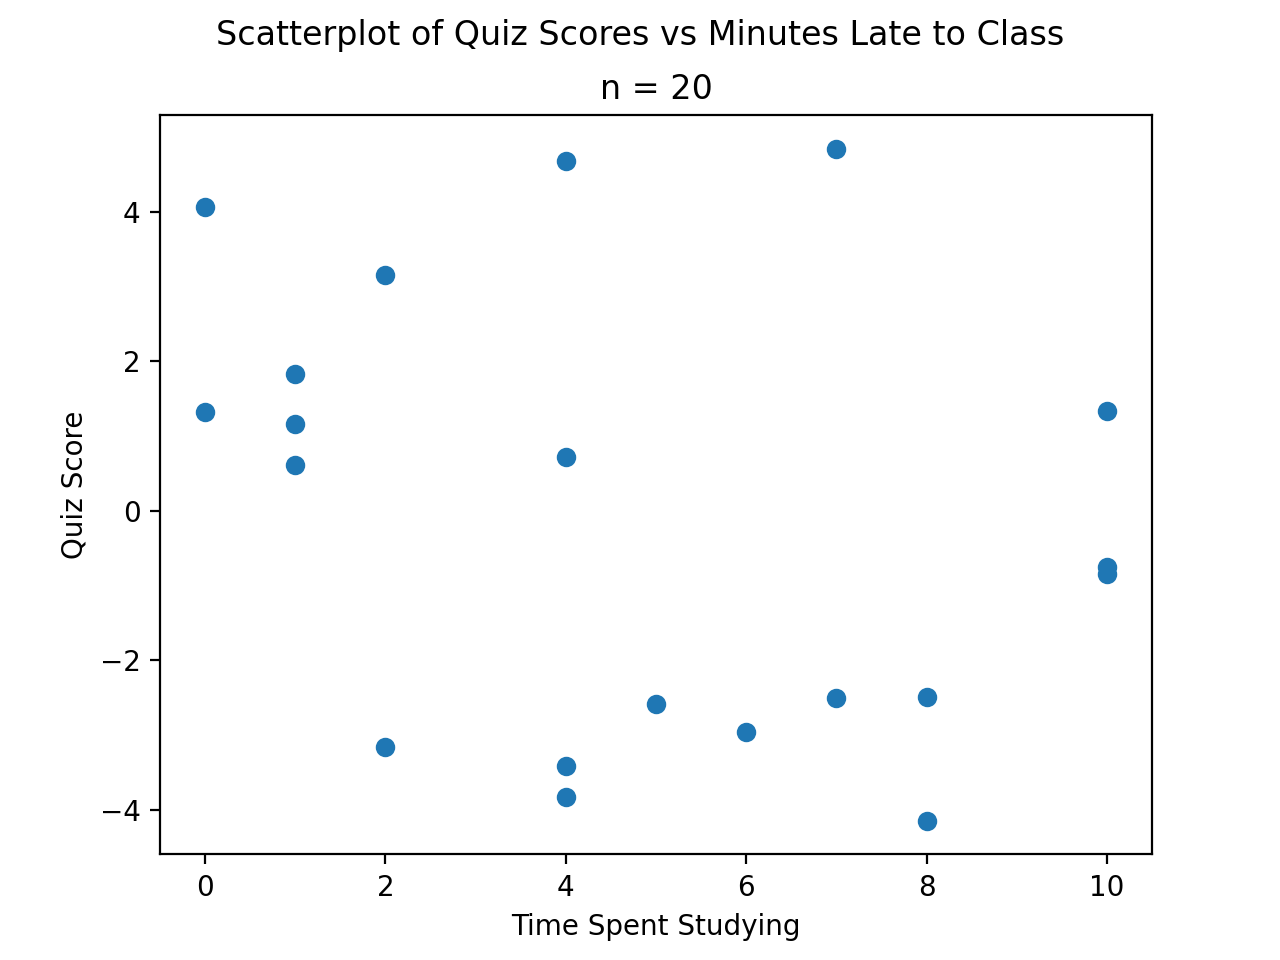 Scatterplot of Quiz Scores vs Minutes Late to Class
n = 20
4
2
0
−2
−4
Quiz Score
0 2 4 6 8 10
Time Spent Studying